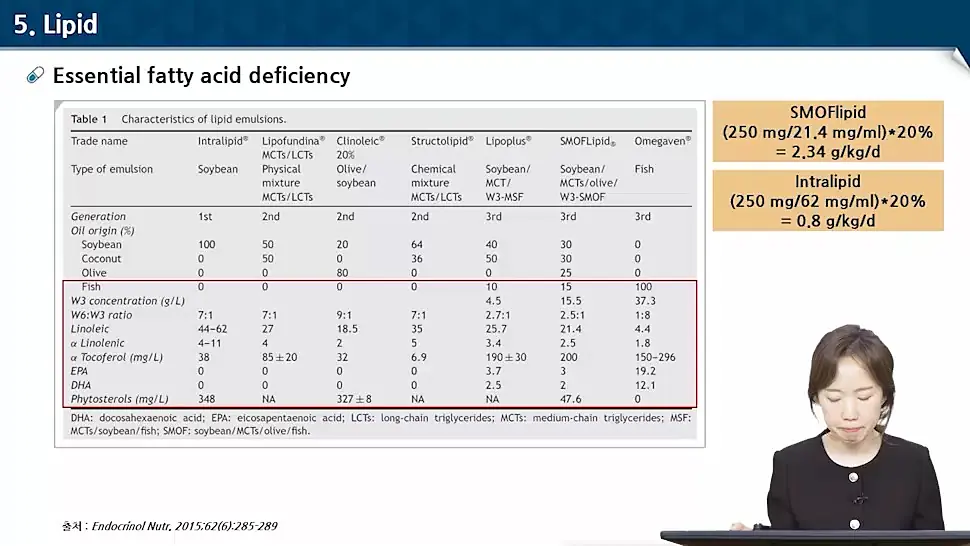 5. Lipid
Essential fatty acid deficiency
Table 1 Characteristics of lipid emulsions.
Trade name Intralipid® Lipofundina® MCTs/LCTs Clinoleic® 20% Structolipid® Lipoplus® SMOFLipid® Omegaven®
Type of emulsion Soybean Physical mixture MCTs/LCTs Olive/ soybean Chemical mixture MCTs/LCTs Soybean/ MCT/ W3-MSF Soybean/ MCTs/olive/ W3-SMOF Fish
Generation 1st 2nd 2nd 2nd 3rd 3rd 3rd
Oil origin (%)
Soybean 100 50 20 64 40 30 0
Coconut 0 50 0 36 50 30 0
Olive 0 0 80 0 0 25 0
Fish 0 0 0 0 10 15 100
W3 concentration (g/L) 4.5 15.5 37.3
W6:W3 ratio 7:1 7:1 9:1 7:1 2.7:1 2.5:1 1:8
Linoleic 44-62 27 18.5 35 25.7 21.4 4.4
α Linolenic 4-11 4 2 5 3.4 2.5 1.8
α Tocoferol (mg/L) 38 85±20 32 6.9 190±30 200 150-296
EPA 0 0 0 0 3.7 3 19.2
DHA 0 0 0 0 2.5 2 12.1
Phytosterols (mg/L) 348 NA 327±8 NA NA 47.6 0
DHA: docosahexaenoic acid; EPA: eicosapentaenoic acid; LCTs: long-chain triglycerides; MCTs: medium-chain triglycerides; MSF:
MCTs/soybean/fish; SMOF: soybean/MCTs/olive/fish.
SMOFlipid
(250 mg/21.4 mg/ml)*20%
= 2.34 g/kg/d
Intralipid
(250 mg/62 mg/ml)*20%
= 0.8 g/kg/d
출처 : Endocrinol Nutr. 2015;62(6):285-289